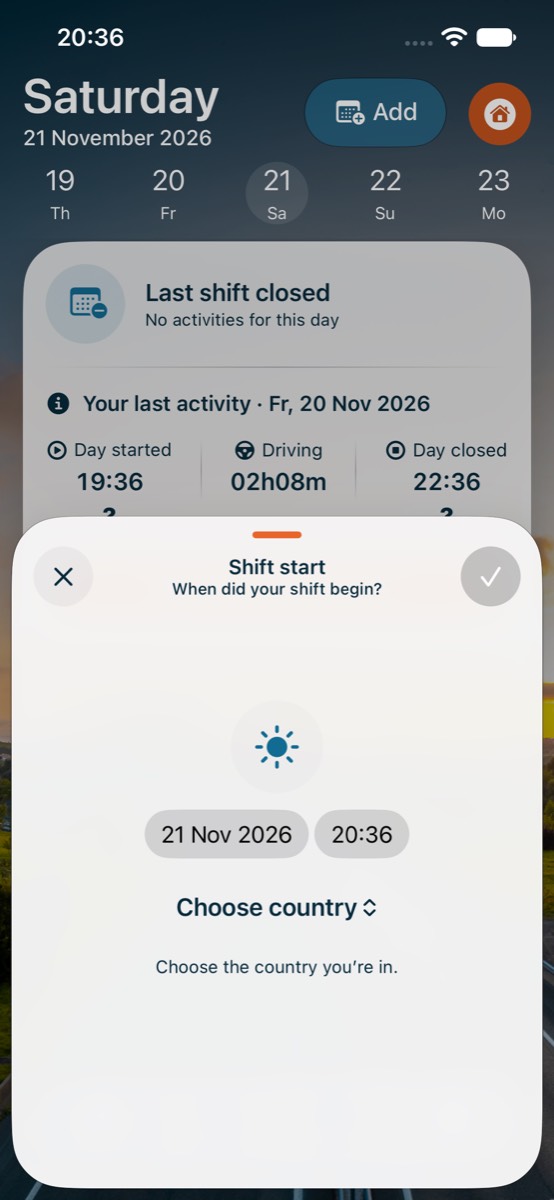 20:36
Saturday
Add
21 November 2026
19 20 21 22 23
Th Fr Sa Su Mo
Last shift closed
No activities for this day
Your last activity · Fr, 20 Nov 2026
Day started Driving Day closed
19:36 02h08m 22:36
Shift start
When did your shift begin?
21 Nov 2026 20:36
Choose country
Choose the country you’re in.